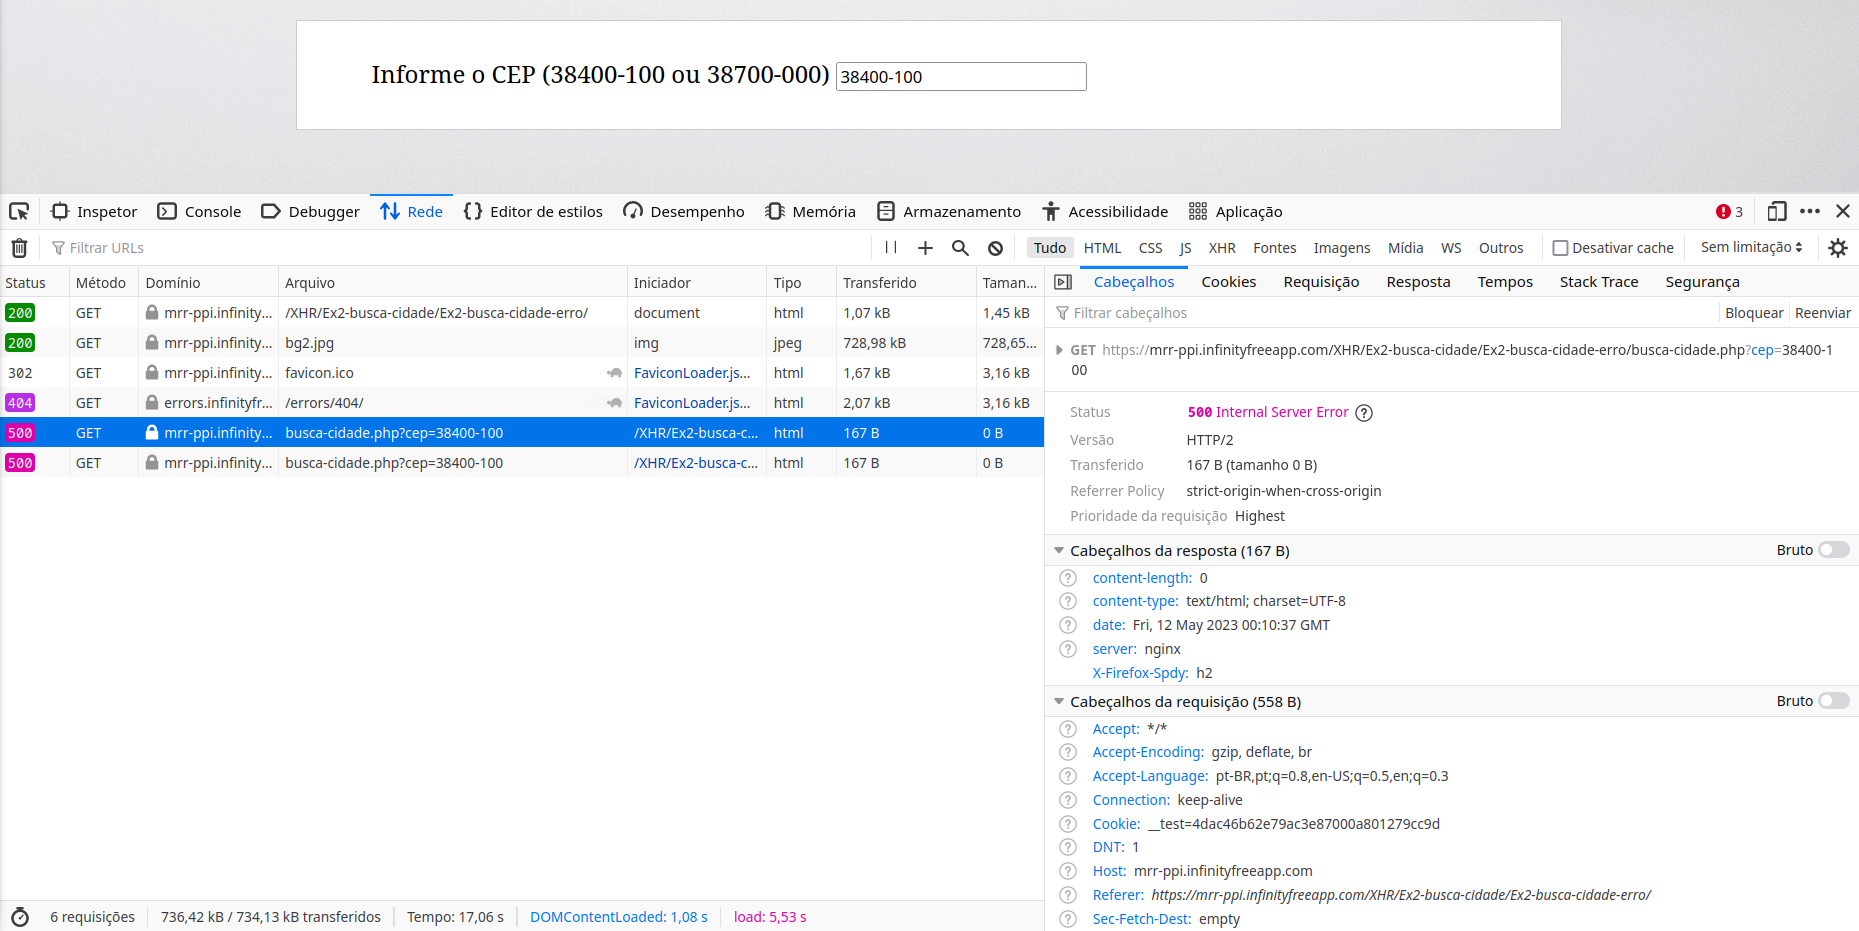 Informe o CEP (38400-100 ou 38700-000) 38400-100
Inspetor Console Debugger Rede Editor de estilos Desempenho Memória Armazenamento Acessibilidade Aplicação 3
Filtrar URLs Tudo HTML CSS JS XHR Fontes Imagens Mídia WS Outros Desativar cache Sem limitação
Status Método Domínio Arquivo Iniciador Tipo Transferido Taman...
200 GET mrr-ppi.infinity... /XHR/Ex2-busca-cidade/Ex2-busca-cidade-erro/ document html 1,07 kB 1,45 kB
200 GET mrr-ppi.infinity... bg2.jpg img jpeg 728,98 kB 728,65...
302 GET mrr-ppi.infinity... favicon.ico FaviconLoader.js... html 1,67 kB 3,16 kB
404 GET errors.infinityfr... /errors/404/ FaviconLoader.js... html 2,07 kB 3,16 kB
500 GET mrr-ppi.infinity... busca-cidade.php?cep=38400-100 /XHR/Ex2-busca-c... html 167 B 0 B
500 GET mrr-ppi.infinity... busca-cidade.php?cep=38400-100 /XHR/Ex2-busca-c... html 167 B 0 B
6 requisições 736,42 kB / 734,13 kB transferidos Tempo: 17,06 s DOMContentLoaded: 1,08 s load: 5,53 s
Cabeçalhos Cookies Requisição Resposta Tempos Stack Trace Segurança
Filtrar cabeçalhos Bloquear Reenviar
GET https://mrr-ppi.infinityfreeapp.com/XHR/Ex2-busca-cidade/Ex2-busca-cidade-erro/busca-cidade.php?cep=38400-1
00
Status 500 Internal Server Error
Versão HTTP/2
Transferido 167 B (tamanho 0 B)
Referrer Policy strict-origin-when-cross-origin
Prioridade da requisição Highest
Cabeçalhos da resposta (167 B) Bruto
content-length: 0
content-type: text/html; charset=UTF-8
date: Fri, 12 May 2023 00:10:37 GMT
server: nginx
X-Firefox-Spdy: h2
Cabeçalhos da requisição (558 B) Bruto
Accept: */*
Accept-Encoding: gzip, deflate, br
Accept-Language: pt-BR,pt;q=0.8,en-US;q=0.5,en;q=0.3
Connection: keep-alive
Cookie: __test=4dac46b62e79ac3e87000a801279cc9d
DNT: 1
Host: mrr-ppi.infinityfreeapp.com
Referer: https://mrr-ppi.infinityfreeapp.com/XHR/Ex2-busca-cidade/Ex2-busca-cidade-erro/
Sec-Fetch-Dest: empty